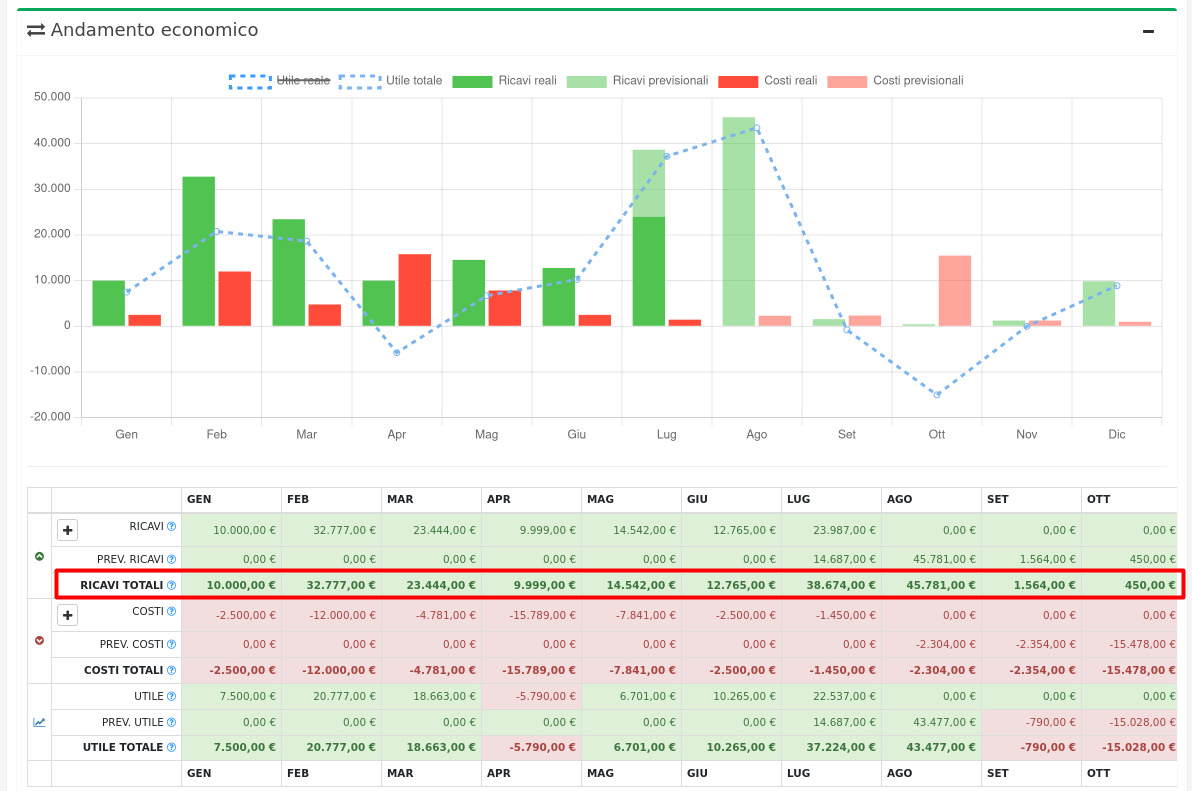 Andamento economico
Utile reale Utile totale Ricavi reali Ricavi previsionali Costi reali Costi previsionali
50.000
40.000
30.000
20.000
10.000
0
-10.000
-20.000
Gen Feb Mar Apr Mag Giu Lug Ago Set Ott Nov Dic
GEN FEB MAR APR MAG GIU LUG AGO SET OTT
RICAVI 10.000,00 € 32.777,00 € 23.444,00 € 9.999,00 € 14.542,00 € 12.765,00 € 23.987,00 € 0,00 € 0,00 € 0,00 €
PREV. RICAVI 0,00 € 0,00 € 0,00 € 0,00 € 0,00 € 0,00 € 14.687,00 € 45.781,00 € 1.564,00 € 450,00 €
RICAVI TOTALI 10.000,00 € 32.777,00 € 23.444,00 € 9.999,00 € 14.542,00 € 12.765,00 € 38.674,00 € 45.781,00 € 1.564,00 € 450,00 €
COSTI -2.500,00 € -12.000,00 € -4.781,00 € -15.789,00 € -7.841,00 € -2.500,00 € -1.450,00 € 0,00 € 0,00 € 0,00 €
PREV. COSTI 0,00 € 0,00 € 0,00 € 0,00 € 0,00 € 0,00 € 0,00 € -2.304,00 € -2.354,00 € -15.478,00 €
COSTI TOTALI -2.500,00 € -12.000,00 € -4.781,00 € -15.789,00 € -7.841,00 € -2.500,00 € -1.450,00 € -2.304,00 € -2.354,00 € -15.478,00 €
UTILE 7.500,00 € 20.777,00 € 18.663,00 € -5.790,00 € 6.701,00 € 10.265,00 € 22.537,00 € 0,00 € 0,00 € 0,00 €
PREV. UTILE 0,00 € 0,00 € 0,00 € 0,00 € 0,00 € 0,00 € 14.687,00 € 43.477,00 € -790,00 € -15.028,00 €
UTILE TOTALE 7.500,00 € 20.777,00 € 18.663,00 € -5.790,00 € 6.701,00 € 10.265,00 € 37.224,00 € 43.477,00 € -790,00 € -15.028,00 €
GEN FEB MAR APR MAG GIU LUG AGO SET OTT